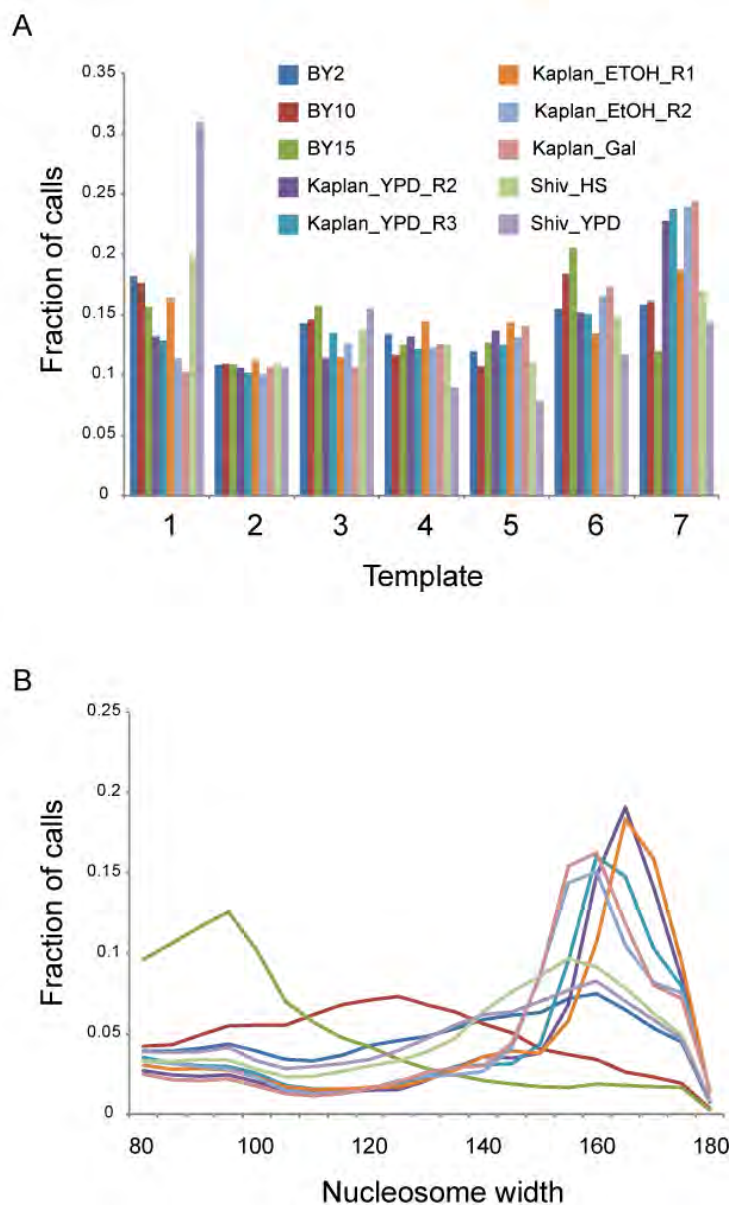 A
0.35
0.3
0.25
0.2
0.15
0.1
0.05
0
Fraction of calls
BY2
BY10
BY15
Kaplan_YPD_R2
Kaplan_YPD_R3
Kaplan_ETOH_R1
Kaplan_EtOH_R2
Kaplan_Gal
Shiv_HS
Shiv_YPD
1 2 3 4 5 6 7
Template
B
0.25
0.2
0.15
0.1
0.05
0
Fraction of calls
80 100 120 140 160 180
Nucleosome width